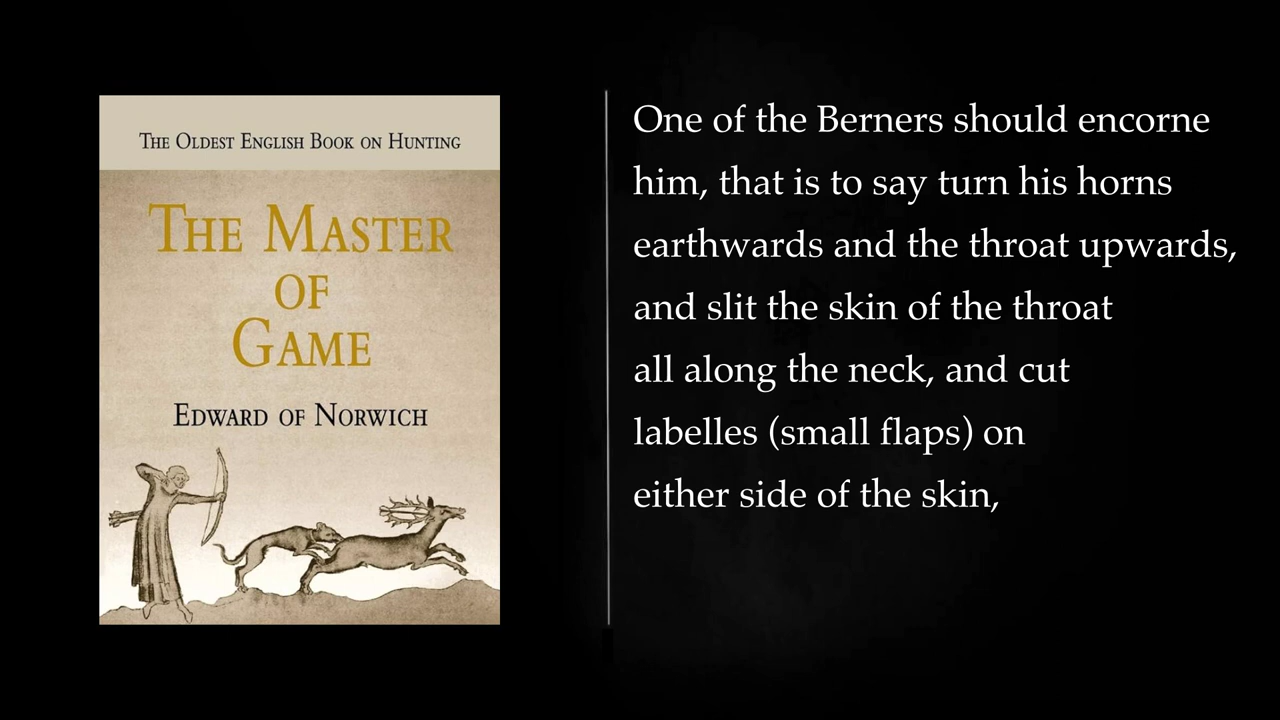 The Oldest English Book on Hunting
The Master
of
Game
Edward of Norwich
One of the Berners should encorne
him, that is to say turn his horns
earthwards and the throat upwards,
and slit the skin of the throat
all along the neck, and cut
labelles (small flaps) on
either side of the skin,